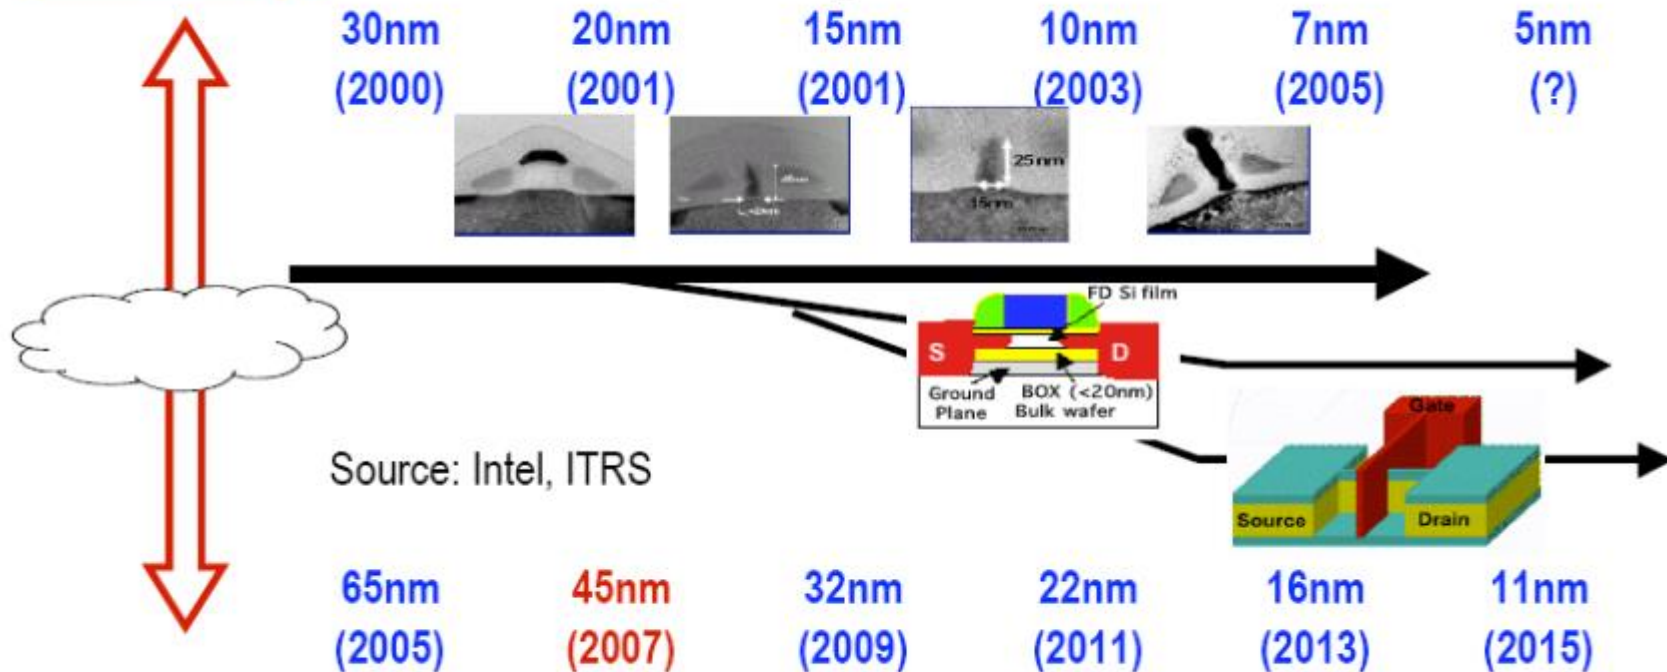 30nm 20nm 15nm 10nm 7nm 5nm
(2000) (2001) (2001) (2003) (2005) (?)
25nm
15nm
FD Si film
S D
Ground BOX (<20nm)
Plane Bulk wafer
Gate
Source: Intel, ITRS
Source Drain
65nm 45nm 32nm 22nm 16nm 11nm
(2005) (2007) (2009) (2011) (2013) (2015)